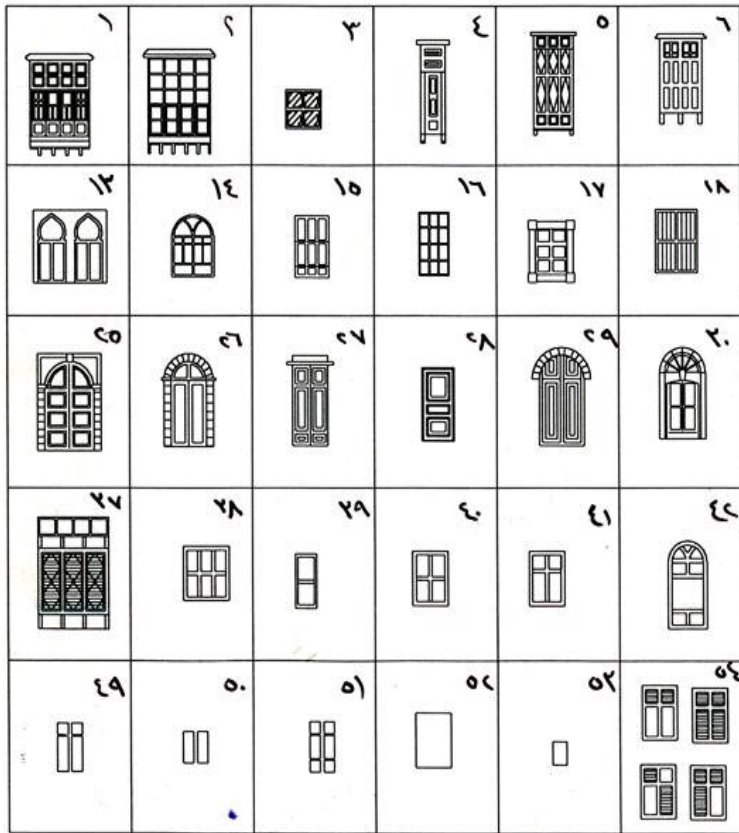 ١ ٢ ٣ ٤ ٥ ٦
١٣ ١٤ ١٥ ١٦ ١٧ ١٨
٢٥ ٢٦ ٢٧ ٢٨ ٢٩ ٣٠
٣٧ ٣٨ ٣٩ ٤٠ ٤١ ٤٢
٤٩ ٥٠ ٥١ ٥٢ ٥٣ ٥٤